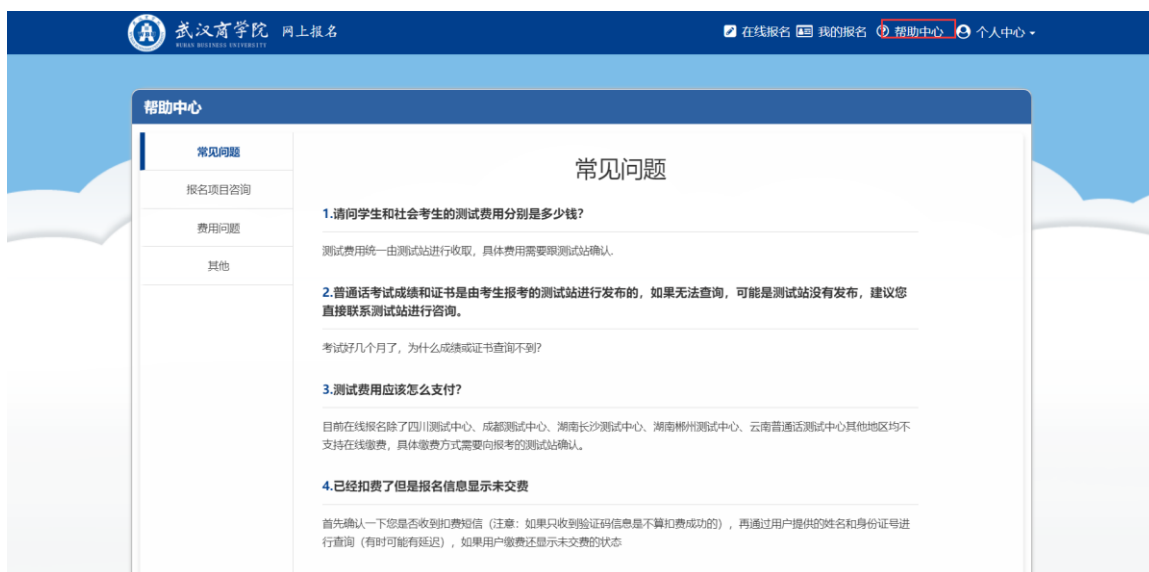 武汉商学院 网上报名
WUHAN BUSINESS UNIVERSITY
在线报名 我的报名 帮助中心 个人中心
帮助中心
常见问题
报名项目咨询
费用问题
其他
常见问题
1.请问学生和社会考生的测试费用分别是多少钱?
测试费用统一由测试站进行收取，具体费用需要跟测试站确认.
2.普通话考试成绩和证书是由考生报考的测试站进行发布的，如果无法查询，可能是测试站没有发布，建议您
直接联系测试站进行咨询。
考试好几个月了，为什么成绩或证书查询不到?
3.测试费用应该怎么支付?
目前在线报名除了四川测试中心、成都测试中心、湖南长沙测试中心、湖南郴州测试中心、云南普通话测试中心其他地区均不
支持在线缴费，具体缴费方式需要向报考的测试站确认。
4.已经扣费了但是报名信息显示未交费
首先确认一下您是否收到扣费短信（注意：如果只收到验证码信息是不算扣费成功的），再通过用户提供的姓名和身份证号进
行查询（有时可能有延迟），如果用户缴费还显示未交费的状态